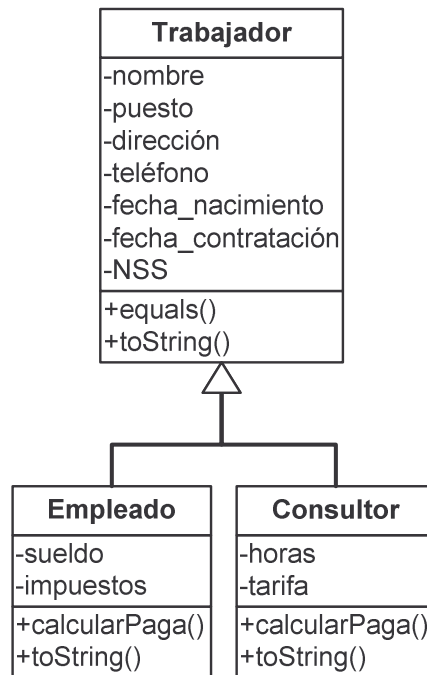 Trabajador
-nombre
-puesto
-dirección
-teléfono
-fecha_nacimiento
-fecha_contratación
-NSS
+equals()
+toString()
Empleado
-sueldo
-impuestos
+calcularPaga()
+toString()
Consultor
-horas
-tarifa
+calcularPaga()
+toString()